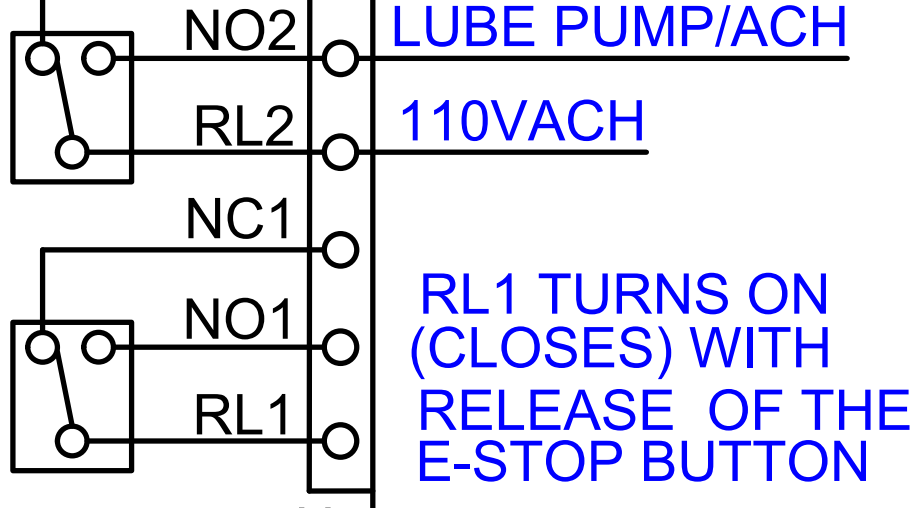 NO2
LUBE PUMP/ACH
RL2
110VACH
NC1
NO1
RL1
RL1 TURNS ON
(CLOSES) WITH
RELEASE OF THE
E-STOP BUTTON